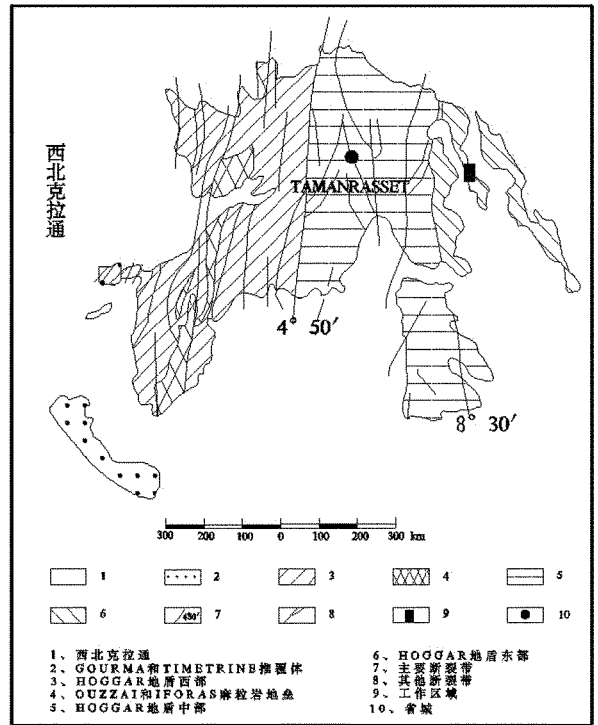 西北克拉通
TAMANRASSET
4° 50′
8° 30′
300 200 100 0 100 200 300 km
1 2 3 4 5
6 480′ 7 8 9 10
1、西北克拉通
2、GOURMA和TIMETRINE推覆体
3、HOGGAR地盾西部
4、OUZZAI和IFORAS麻粒岩地垒
5、HOGGAR地盾中部
6、HOGGAR地盾东部
7、主要断裂带
8、其他断裂带
9、工作区域
10、省城